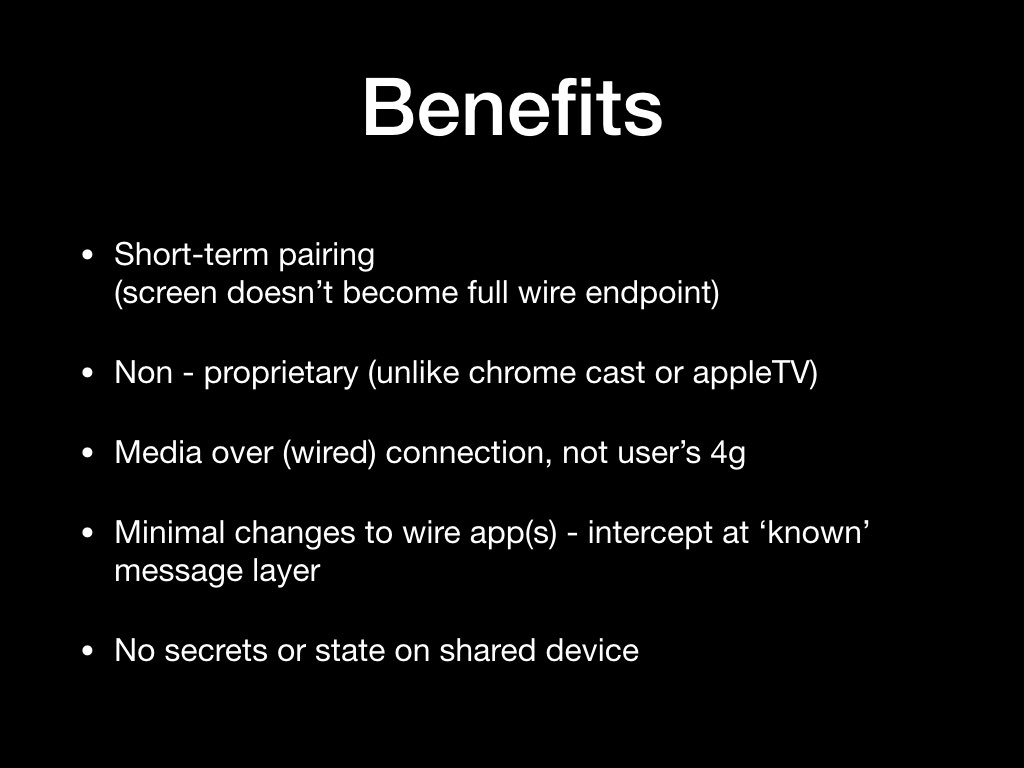 Benefits
• Short-term pairing
(screen doesn’t become full wire endpoint)
• Non - proprietary (unlike chrome cast or appleTV)
• Media over (wired) connection, not user’s 4g
• Minimal changes to wire app(s) - intercept at ‘known’
message layer
• No secrets or state on shared device